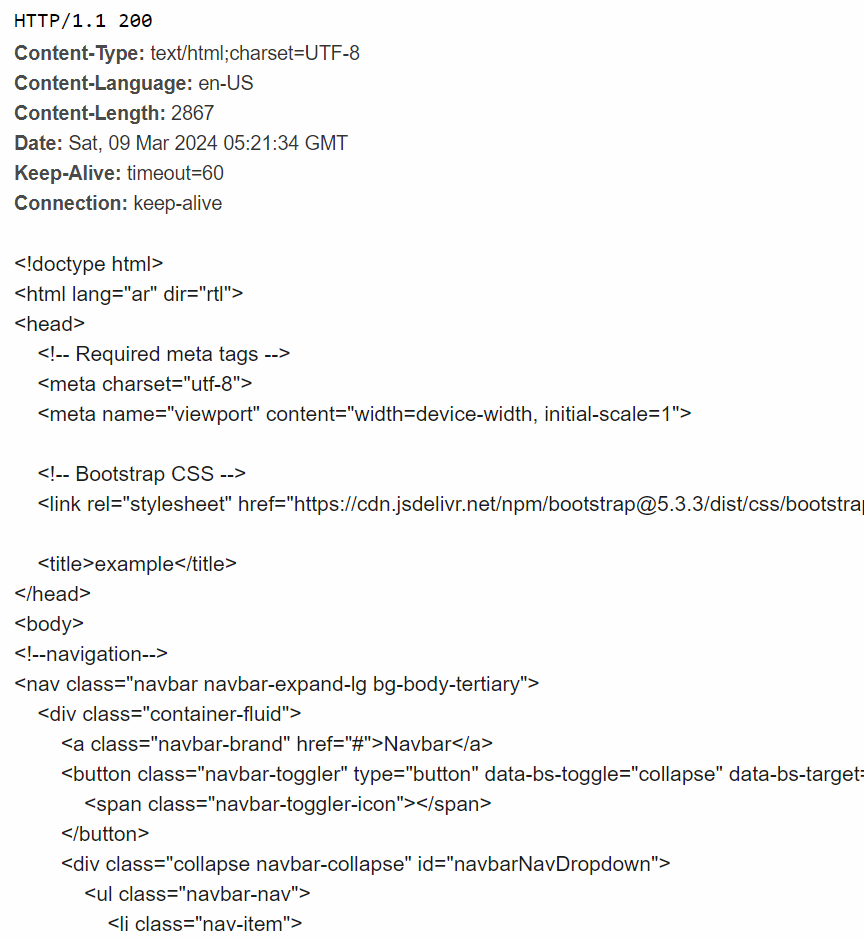 HTTP/1.1 200
Content-Type: text/html;charset=UTF-8
Content-Language: en-US
Content-Length: 2867
Date: Sat, 09 Mar 2024 05:21:34 GMT
Keep-Alive: timeout=60
Connection: keep-alive
<!doctype html>
<html lang="ar" dir="rtl">
<head>
<!-- Required meta tags -->
<meta charset="utf-8">
<meta name="viewport" content="width=device-width, initial-scale=1">
<!-- Bootstrap CSS -->
<link rel="stylesheet" href="https://cdn.jsdelivr.net/npm/bootstrap@5.3.3/dist/css/bootstrap
<title>example</title>
</head>
<body>
<!--navigation-->
<nav class="navbar navbar-expand-lg bg-body-tertiary">
<div class="container-fluid">
<a class="navbar-brand" href="#">Navbar</a>
<button class="navbar-toggler" type="button" data-bs-toggle="collapse" data-bs-target=
<span class="navbar-toggler-icon"></span>
</button>
<div class="collapse navbar-collapse" id="navbarNavDropdown">
<ul class="navbar-nav">
<li class="nav-item">